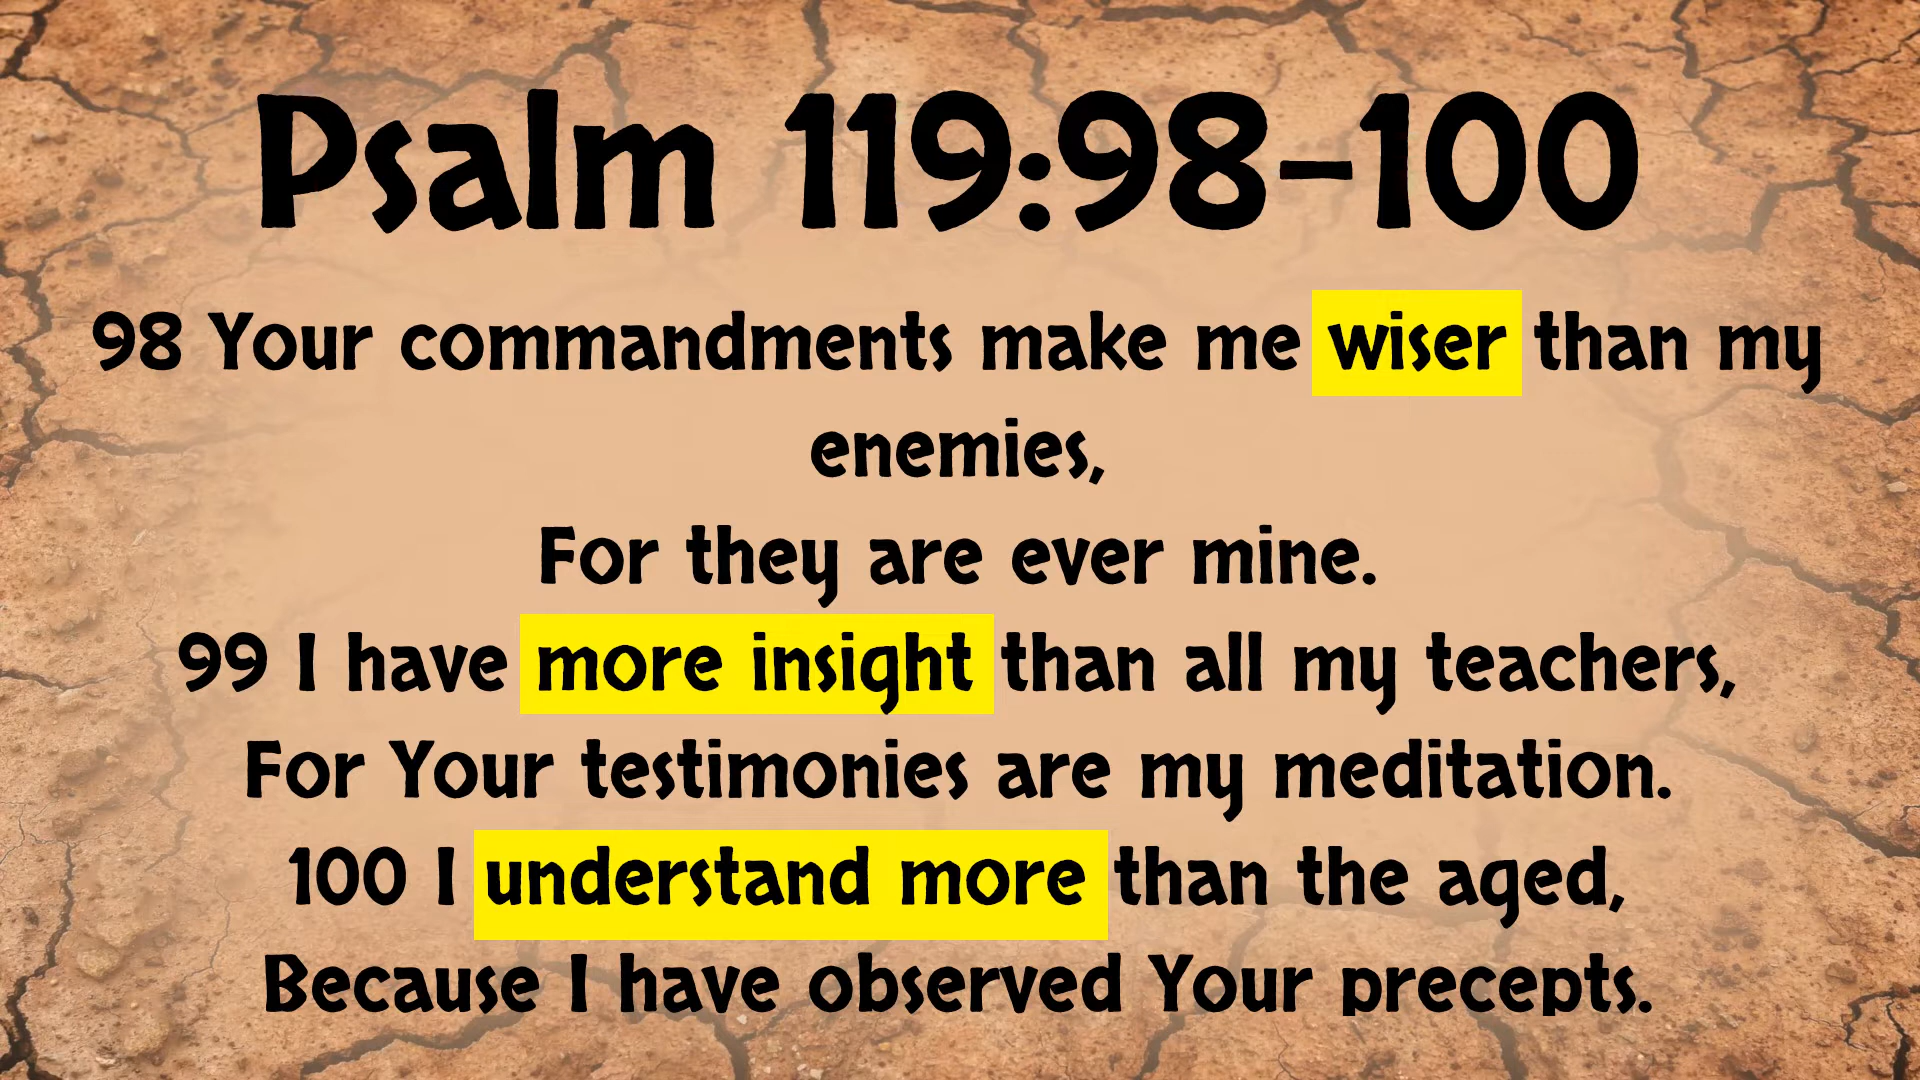 Psalm 119:98–100
98 Your commandments make me wiser than my
enemies,
For they are ever mine.
99 I have more insight than all my teachers,
For Your testimonies are my meditation.
100 I understand more than the aged,
Because I have observed Your precepts.